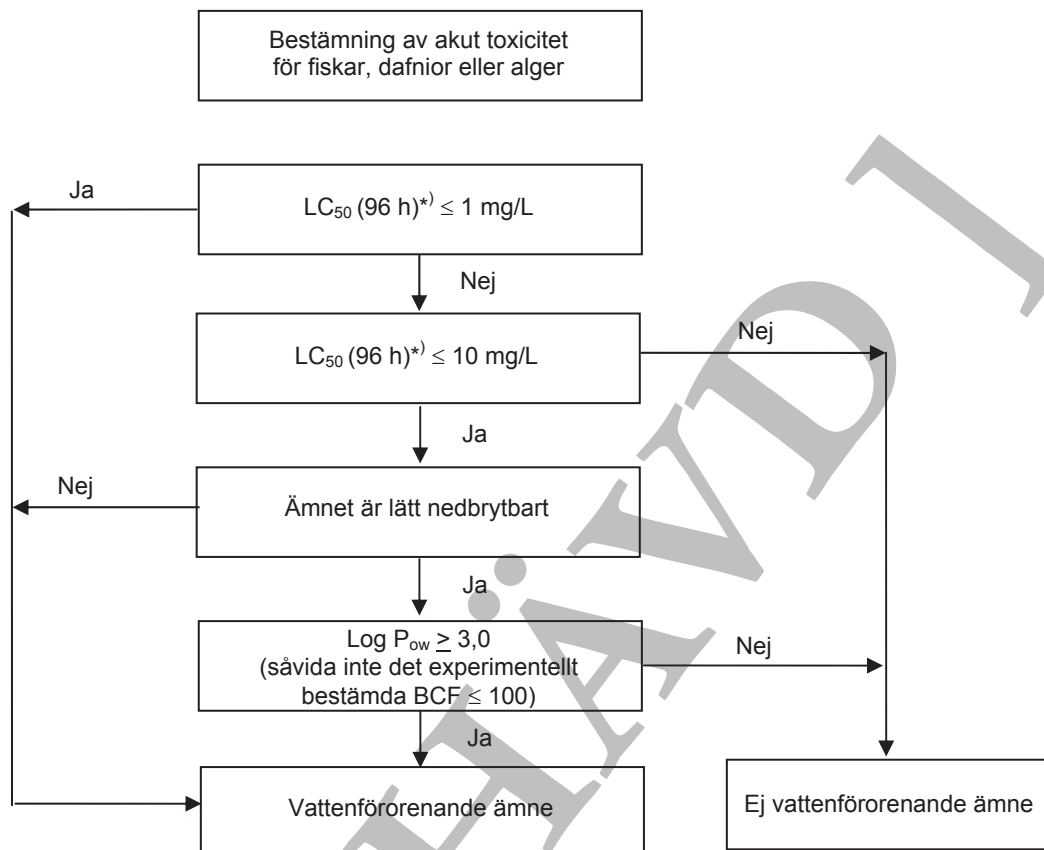 Bestämning av akut toxicitet
för fiskar, dafnior eller alger
Ja
LC50 (96 h)*) ≤ 1 mg/L
Nej
LC50 (96 h)*) ≤ 10 mg/L
Nej
Ja
Nej
Ämnet är lätt nedbrytbart
Ja
Log Pow ≥ 3,0
(såvida inte det experimentellt
bestämda BCF ≤ 100)
Nej
Ja
Vattenförorenande ämne
Ej vattenförorenande ämne
HÄVD ]